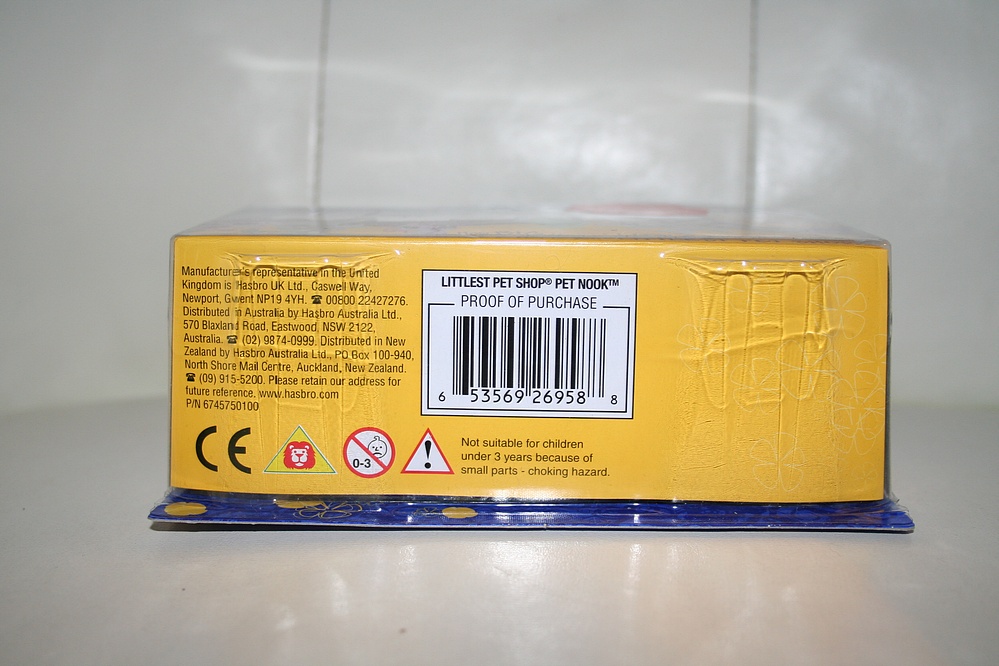 Manufacturer's representative in the United
Kingdom is Hasbro UK Ltd., Caswell Way,
Newport, Gwent NP19 4YH. ☎ 00800 22427276.
Distributed in Australia by Hasbro Australia Ltd.,
570 Blaxland Road, Eastwood, NSW 2122,
Australia. ☎ (02) 9874-0999. Distributed in New
Zealand by Hasbro Australia Ltd., PO Box 100-940,
North Shore Mail Centre, Auckland, New Zealand.
☎ (09) 915-5200. Please retain our address for
future reference. www.hasbro.com
P/N 6745750100
LITTLEST PET SHOP® PET NOOK™
PROOF OF PURCHASE
6 53569 26958 8
CE
0-3
!
Not suitable for children
under 3 years because of
small parts - choking hazard.